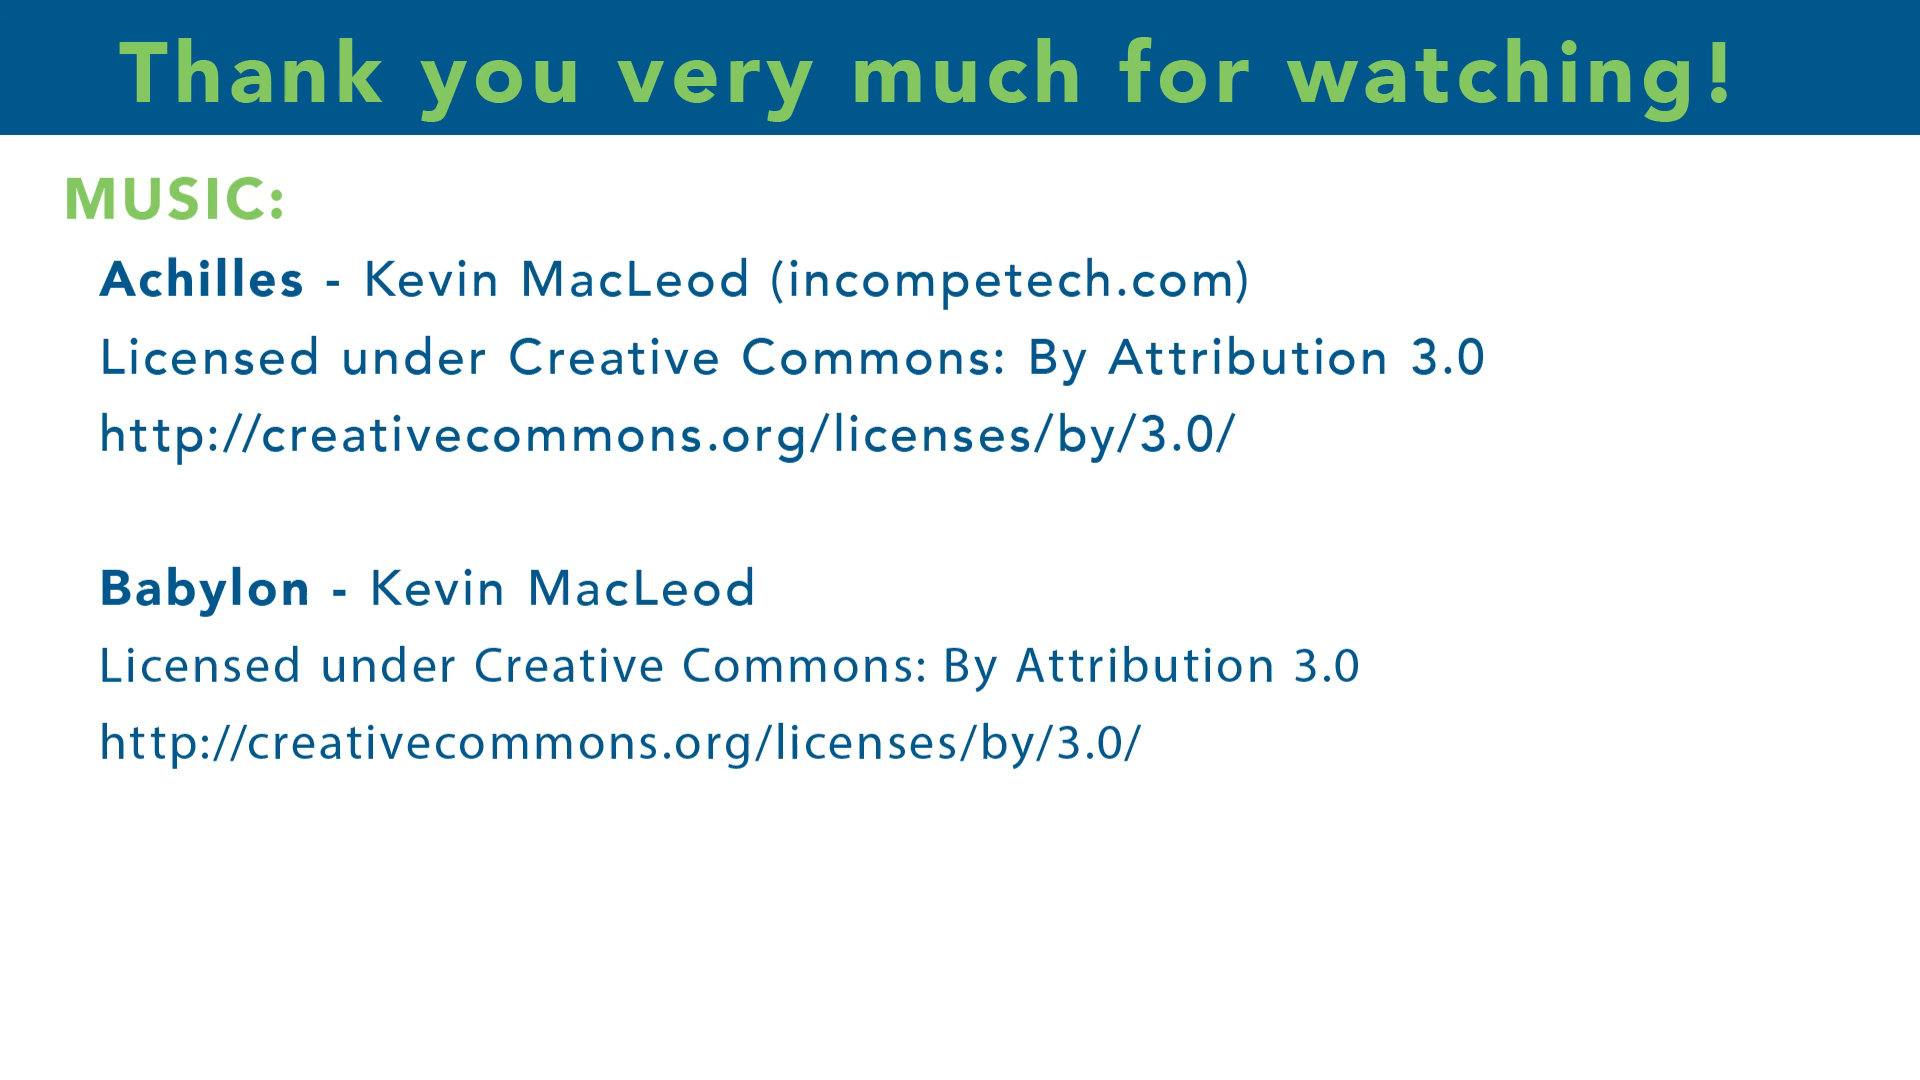 Thank you very much for watching!
MUSIC:
Achilles - Kevin MacLeod (incompetech.com)
Licensed under Creative Commons: By Attribution 3.0
http://creativecommons.org/licenses/by/3.0/
Babylon - Kevin MacLeod
Licensed under Creative Commons: By Attribution 3.0
http://creativecommons.org/licenses/by/3.0/